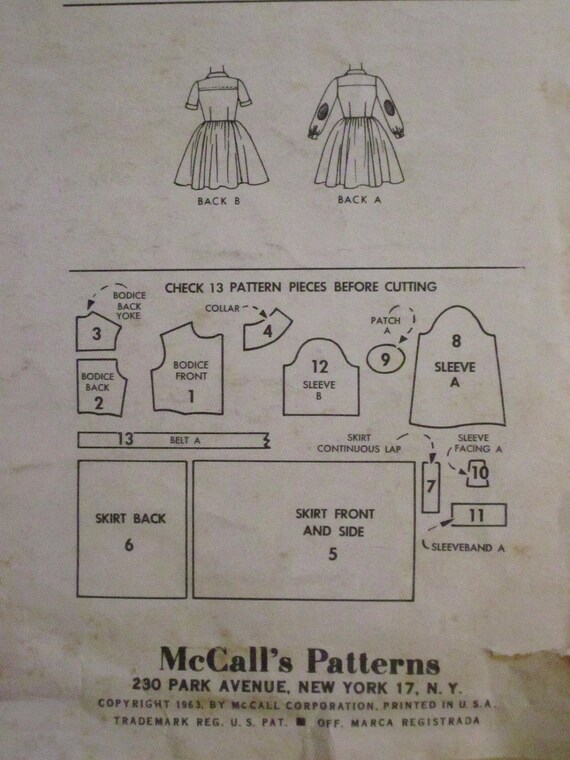 BACK B
BACK A
CHECK 13 PATTERN PIECES BEFORE CUTTING
BODICE
BACK
YOKE
3
COLLAR
4
PATCH
A
9
8
SLEEVE
A
BODICE
BACK
2
BODICE
FRONT
1
12
SLEEVE
B
13 BELT A
SKIRT
CONTINUOUS LAP
7
SLEEVE
FACING A
10
11
SLEEVEBAND A
SKIRT BACK
6
SKIRT FRONT
AND SIDE
5
McCall's Patterns
230 PARK AVENUE, NEW YORK 17, N. Y.
COPYRIGHT 1963, BY McCALL CORPORATION, PRINTED IN U.S.A.
TRADEMARK REG. U.S. PAT. ■ OFF. MARCA REGISTRADA